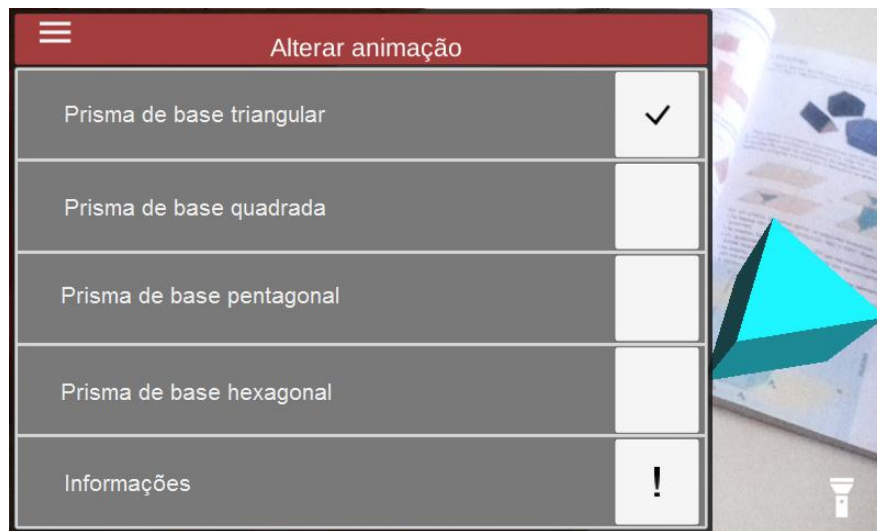 Alterar animação
Prisma de base triangular
Prisma de base quadrada
Prisma de base pentagonal
Prisma de base hexagonal
Informações
!